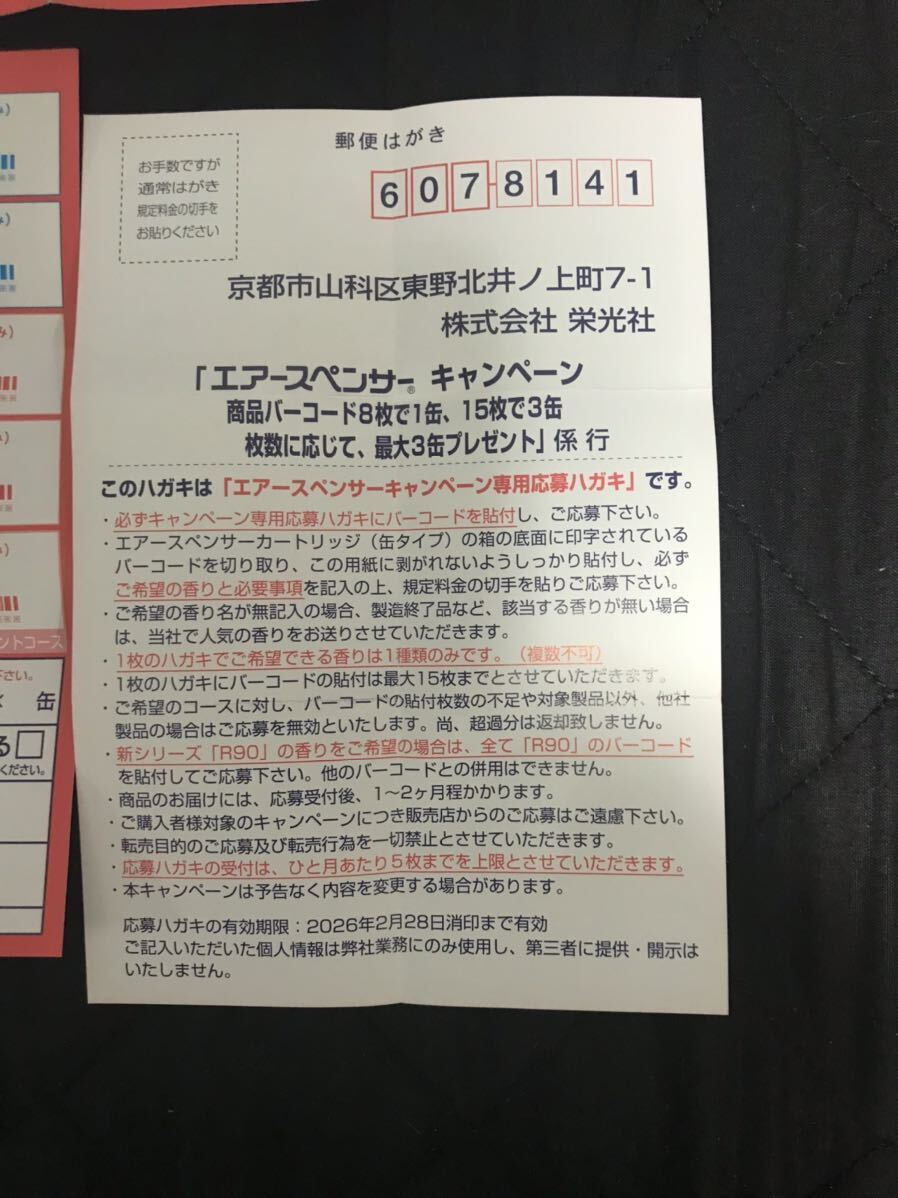 郵便はがき
お手数ですが
通常はがき
規定料金の切手を
お貼りください
607-8141
京都市山科区東野北井ノ上町7-1
株式会社 栄光社
「エアースペンサー® キャンペーン
商品バーコード8枚で1缶、15枚で3缶
枚数に応じて、最大3缶プレゼント」係 行
このハガキは「エアースペンサーキャンペーン専用応募ハガキ」です。
・必ずキャンペーン専用応募ハガキにバーコードを貼付し、ご応募下さい。
・エアースペンサーカートリッジ（缶タイプ）の箱の底面に印字されている
バーコードを切り取り、この用紙に剥がれないようしっかり貼付し、必ず
ご希望の香りと必要事項を記入の上、規定料金の切手を貼りご応募下さい。
・ご希望の香り名が無記入の場合、製造終了品など、該当する香りが無い場合
は、当社で人気の香りをお送りさせていただきます。
・1枚のハガキでご希望できる香りは1種類のみです。（複数不可）
・1枚のハガキにバーコードの貼付は最大15枚までとさせていただきます。
・ご希望のコースに対し、バーコードの貼付枚数の不足や対象製品以外、他社
製品の場合はご応募を無効といたします。尚、超過分は返却致しません。
・新シリーズ「R90」の香りをご希望の場合は、全て「R90」のバーコード
を貼付してご応募下さい。他のバーコードとの併用はできません。
・商品のお届けには、応募受付後、1～2ヶ月程かかります。
・ご購入者様対象のキャンペーンにつき販売店からのご応募はご遠慮下さい。
・転売目的のご応募及び転売行為を一切禁止とさせていただきます。
・応募ハガキの受付は、ひと月あたり5枚までを上限とさせていただきます。
・本キャンペーンは予告なく内容を変更する場合があります。
応募ハガキの有効期限：2026年2月28日消印まで有効
ご記入いただいた個人情報は弊社業務にのみ使用し、第三者に提供・開示は
いたしません。
み）
み）
み）
ントコース
下さい。
缶
る□
ください。